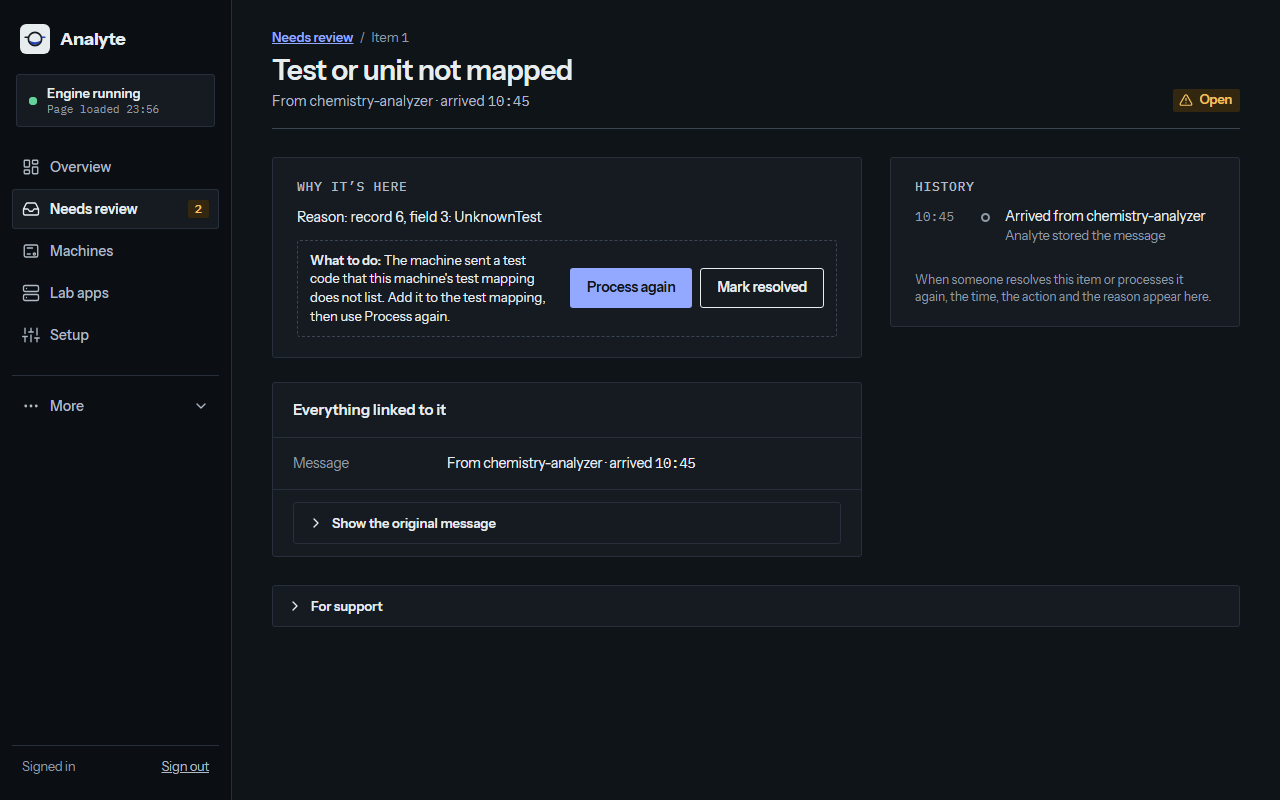 Analyte
Engine running
Page loaded 23:56
Overview
Needs review 2
Machines
Lab apps
Setup
More
Signed in
Sign out
Needs review / Item 1
Test or unit not mapped
From chemistry-analyzer · arrived 10:45
Open
WHY IT’S HERE
Reason: record 6, field 3: UnknownTest
What to do: The machine sent a test
code that this machine's test mapping
does not list. Add it to the test mapping,
then use Process again.
Process again
Mark resolved
Everything linked to it
Message From chemistry-analyzer · arrived 10:45
Show the original message
For support
HISTORY
10:45 Arrived from chemistry-analyzer
Analyte stored the message
When someone resolves this item or processes it
again, the time, the action and the reason appear here.